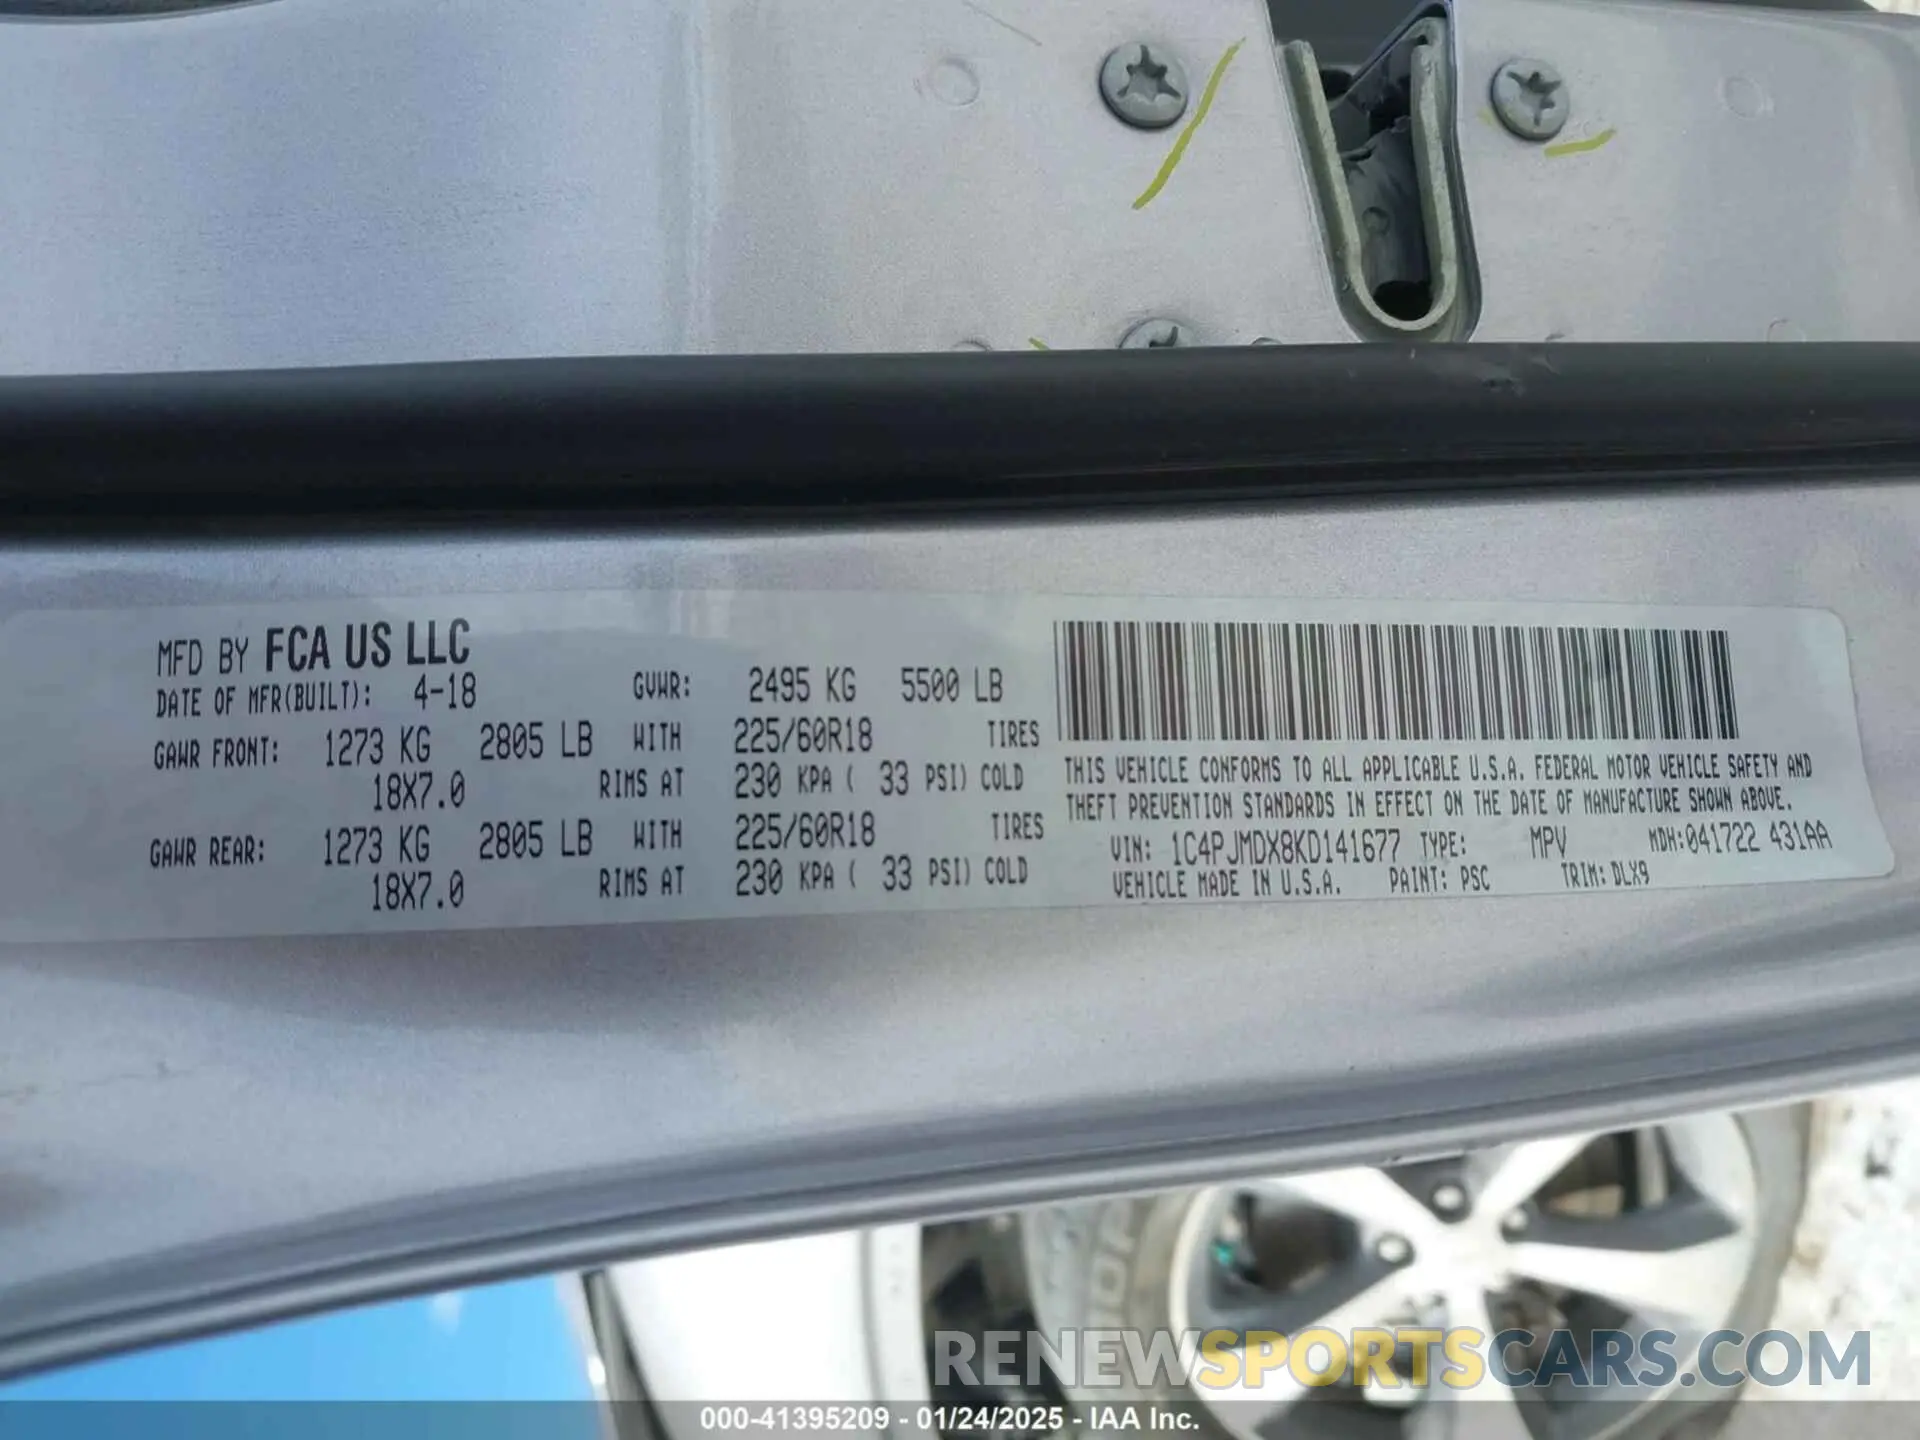 MFD BY FCA US LLC
DATE OF MFR(BUILT): 4-18 GVWR: 2495 KG 5500 LB
GAWR FRONT: 1273 KG 2805 LB WITH 225/60R18 TIRES
18X7.0 RIMS AT 230 KPA ( 33 PSI) COLD
GAWR REAR: 1273 KG 2805 LB WITH 225/60R18 TIRES
18X7.0 RIMS AT 230 KPA ( 33 PSI) COLD
THIS VEHICLE CONFORMS TO ALL APPLICABLE U.S.A. FEDERAL MOTOR VEHICLE SAFETY AND
THEFT PREVENTION STANDARDS IN EFFECT ON THE DATE OF MANUFACTURE SHOWN ABOVE.
VIN: 1C4PJMDX8KD141677 TYPE: MPV MDH:041722 431AA
VEHICLE MADE IN U.S.A. PAINT: PSC TRIM: DLX9
RENEWSPORTSCARS.COM
000-41395209 - 01/24/2025 - IAA Inc.